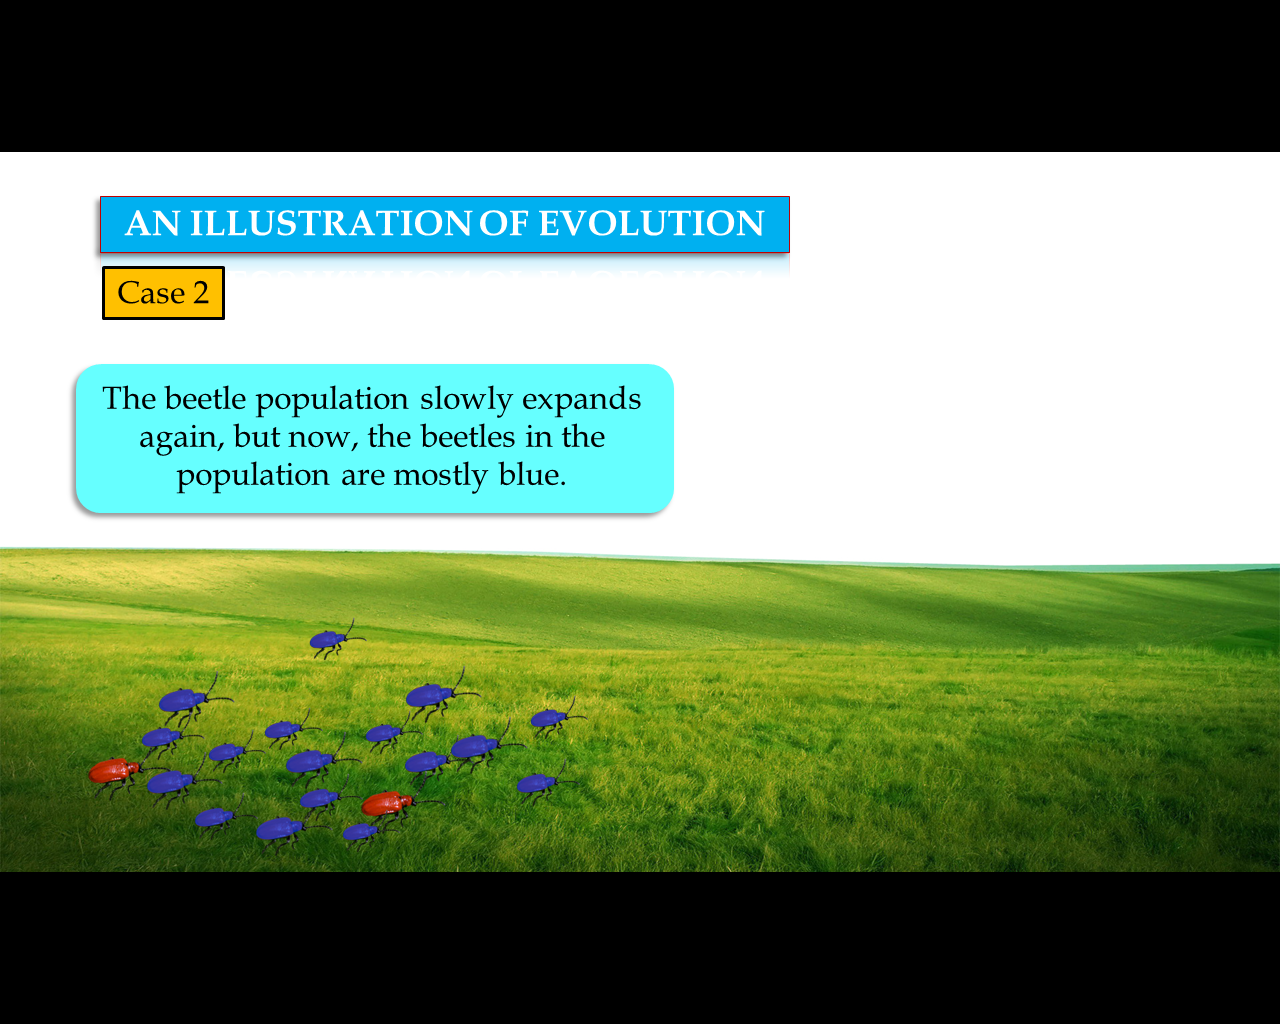 AN ILLUSTRATION OF EVOLUTION
Case 2
The beetle population slowly expands
again, but now, the beetles in the
population are mostly blue.